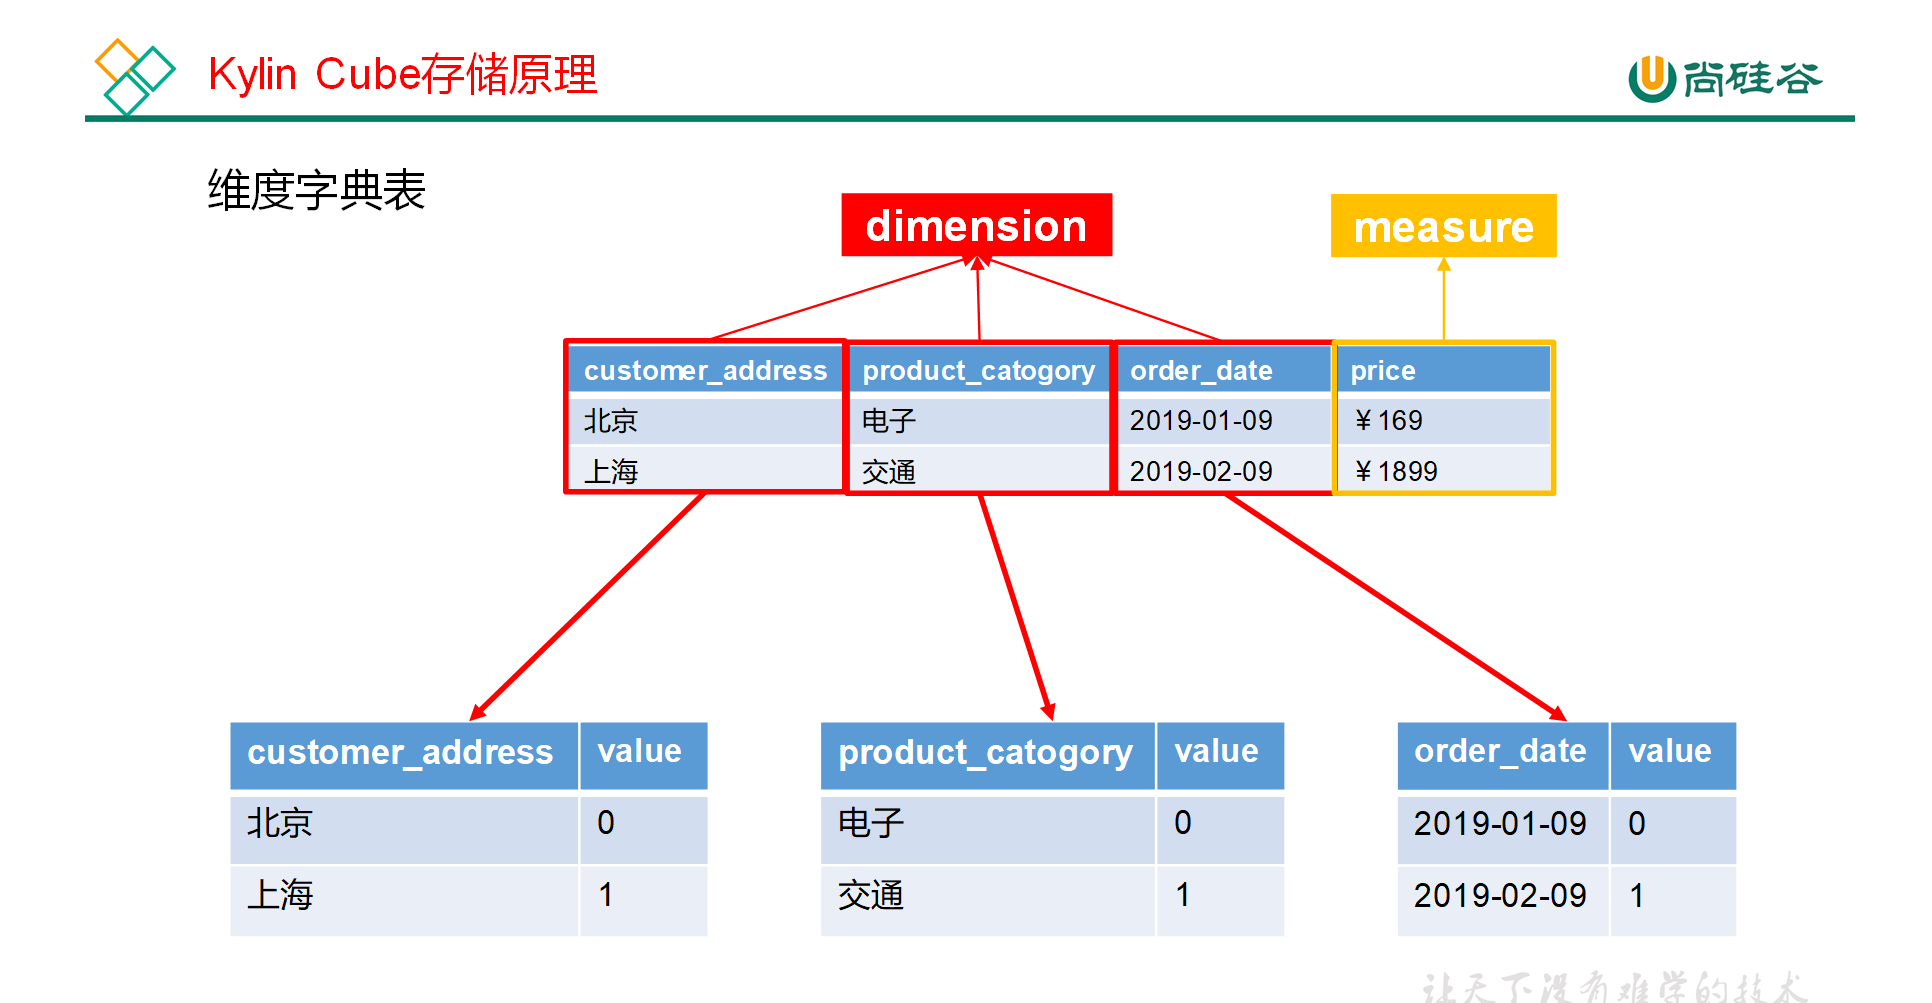 Kylin Cube存储原理
尚硅谷
维度字典表
dimension
measure
customer_address product_catogory order_date price
北京 电子 2019-01-09 ￥169
上海 交通 2019-02-09 ￥1899
customer_address value
北京 0
上海 1
product_catogory value
电子 0
交通 1
order_date value
2019-01-09 0
2019-02-09 1
让天下没有难学的技术